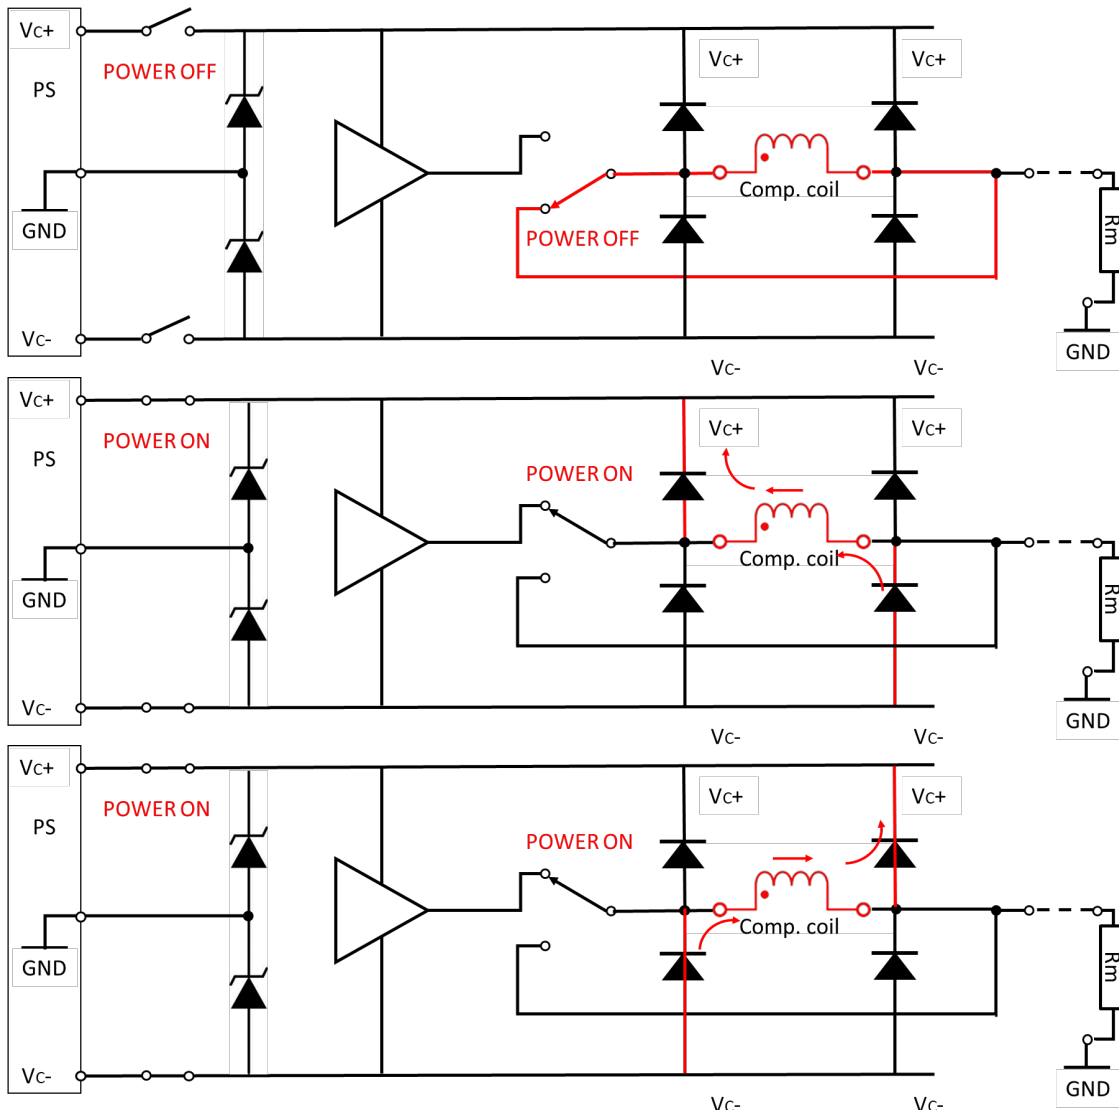 VC+
VC+
VC+
POWER OFF
PS
Comp. coil
Rm
GND
POWER OFF
VC-
GND
VC-
VC-
VC+
VC+
VC+
POWER ON
PS
POWER ON
Comp. coil
Rm
GND
VC-
GND
VC-
VC-
VC+
VC+
VC+
POWER ON
PS
POWER ON
Comp. coil
Rm
GND
VC-
GND
VC-
VC-